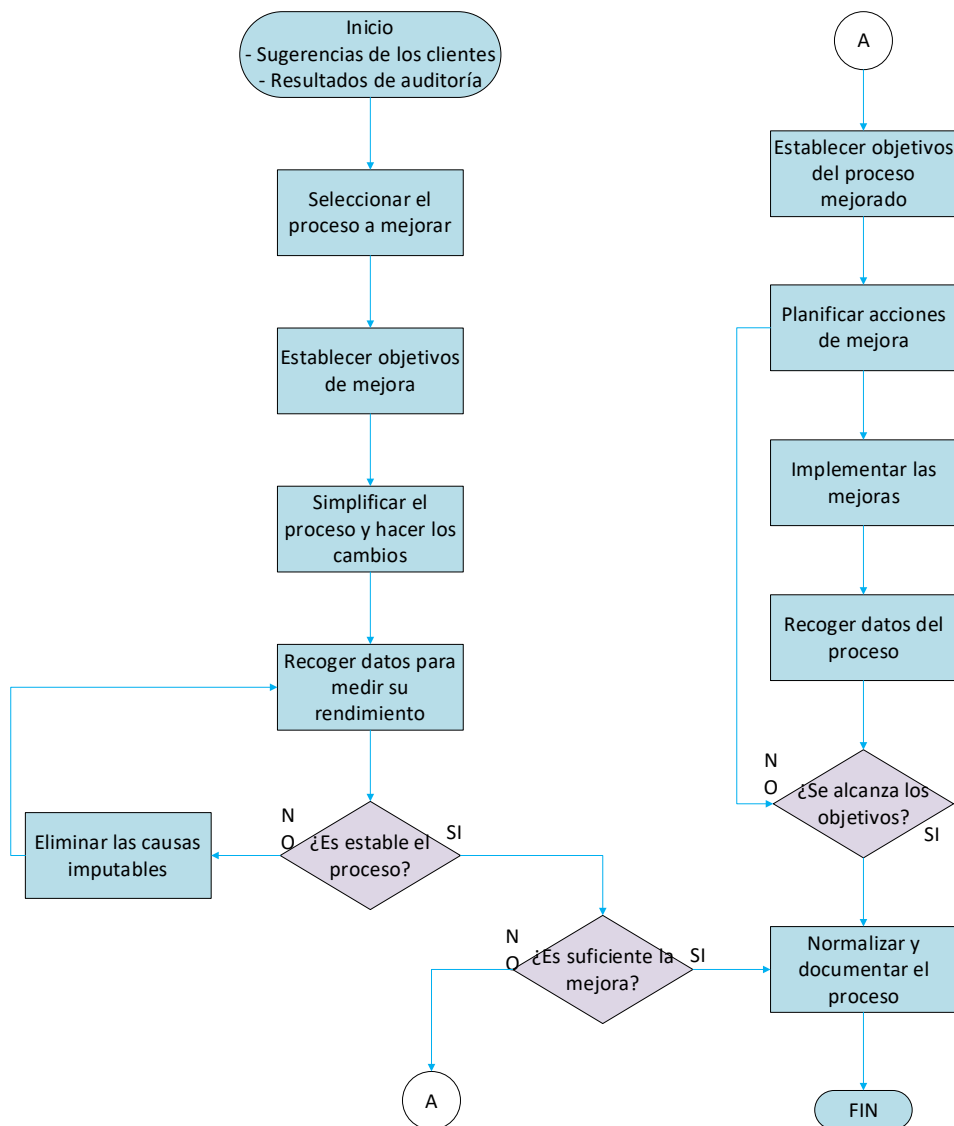 Inicio
- Sugerencias de los clientes
- Resultados de auditoría
Seleccionar el
proceso a mejorar
Establecer objetivos
de mejora
Simplificar el
proceso y hacer los
cambios
Recoger datos para
medir su
rendimiento
¿Es estable el
proceso?
N
O
SI
Eliminar las causas
imputables
¿Es suficiente la
mejora?
N
O
SI
A
A
Establecer objetivos
del proceso
mejorado
Planificar acciones
de mejora
Implementar las
mejoras
Recoger datos del
proceso
N
O
¿Se alcanza los
objetivos?
SI
Normalizar y
documentar el
proceso
FIN